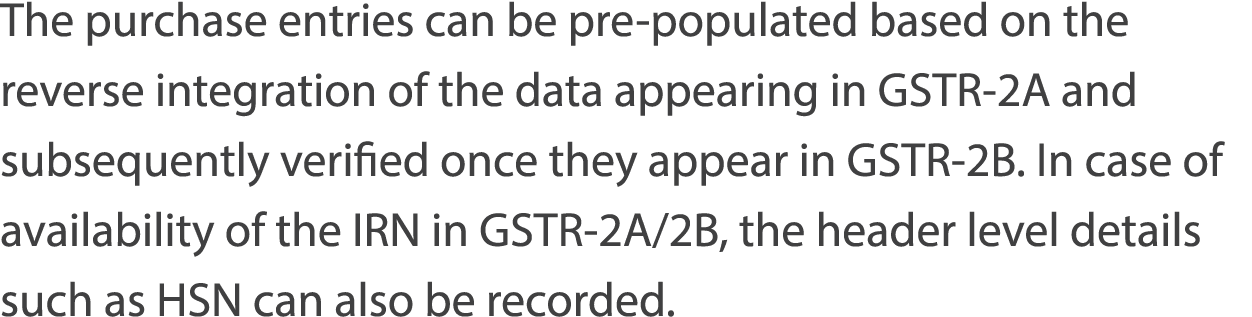 The purchase entries can be pre-populated based on the
reverse integration of the data appearing in GSTR-2A and
subsequently verified once they appear in GSTR-2B. In case of
availability of the IRN in GSTR-2A/2B, the header level details
such as HSN can also be recorded.